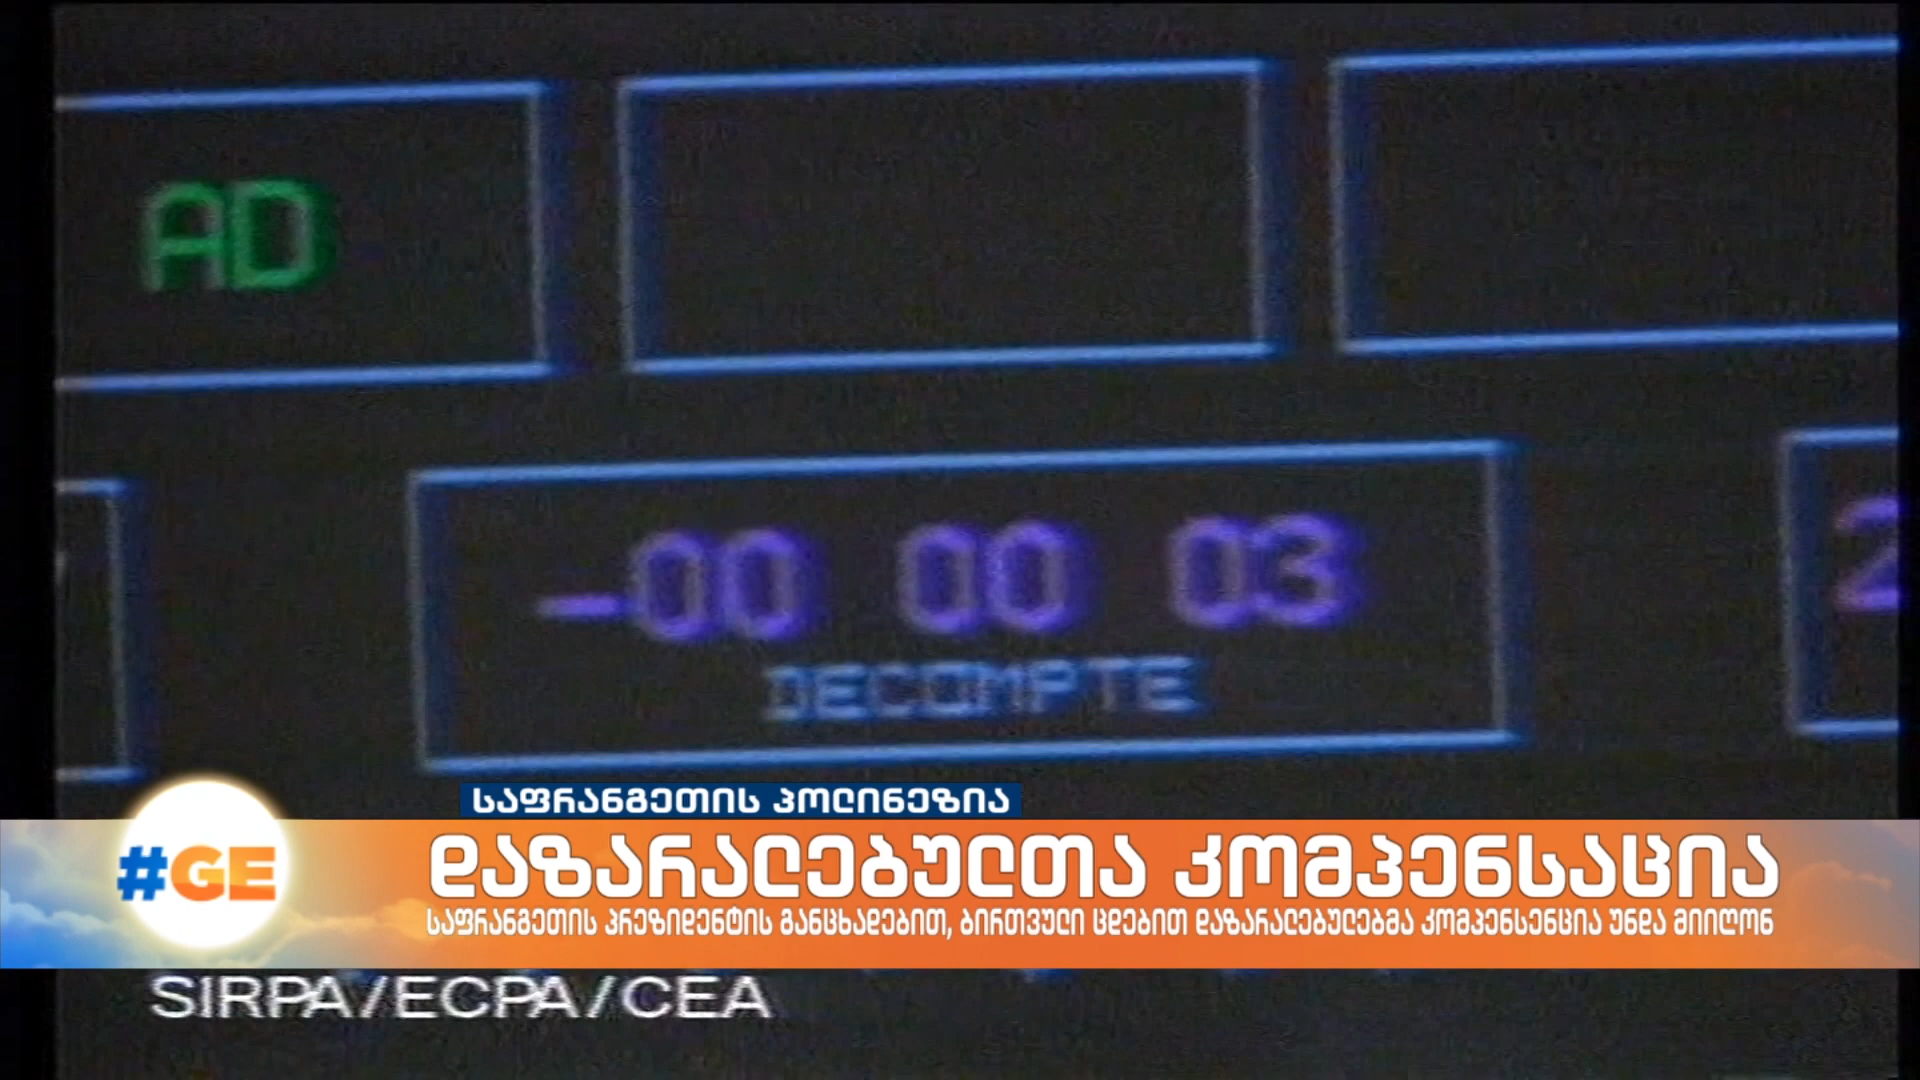 AD
-00 00 03
DECOMPTE
საფრანგეთის პოლინეზია
#GE
დაზარალებულთა კომპენსაცია
საფრანგეთის პრეზიდენტის განცხადებით, ბირთვული ცდებით დაზარალებულებმა კომპენსენცია უნდა მიიღონ
SIRPA/ECPA/CEA